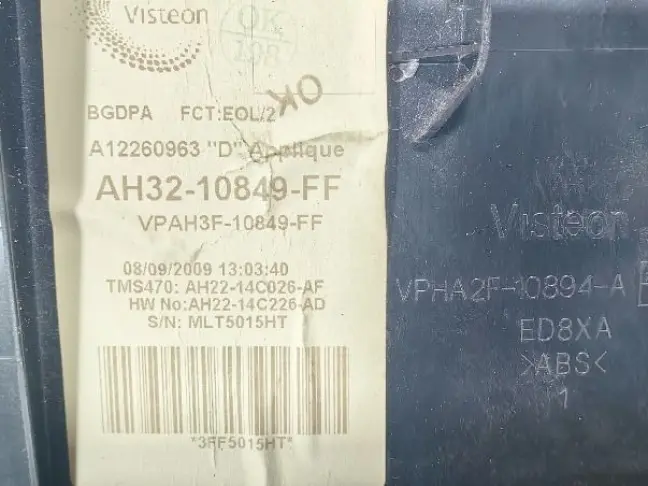 Visteon
OK
198
OK
BGDPA FCT:EOL/2
A12260963 "D" Applique
AH32-10849-FF
VPAH3F-10849-FF
08/09/2009 13:03:40
TMS470: AH22-14C026-AF
HW No:AH22-14C226-AD
S/N: MLT5015HT
*3FF5015HT*
Visteon
VPHA2F-10894-A
ED8XA
>ABS<
1